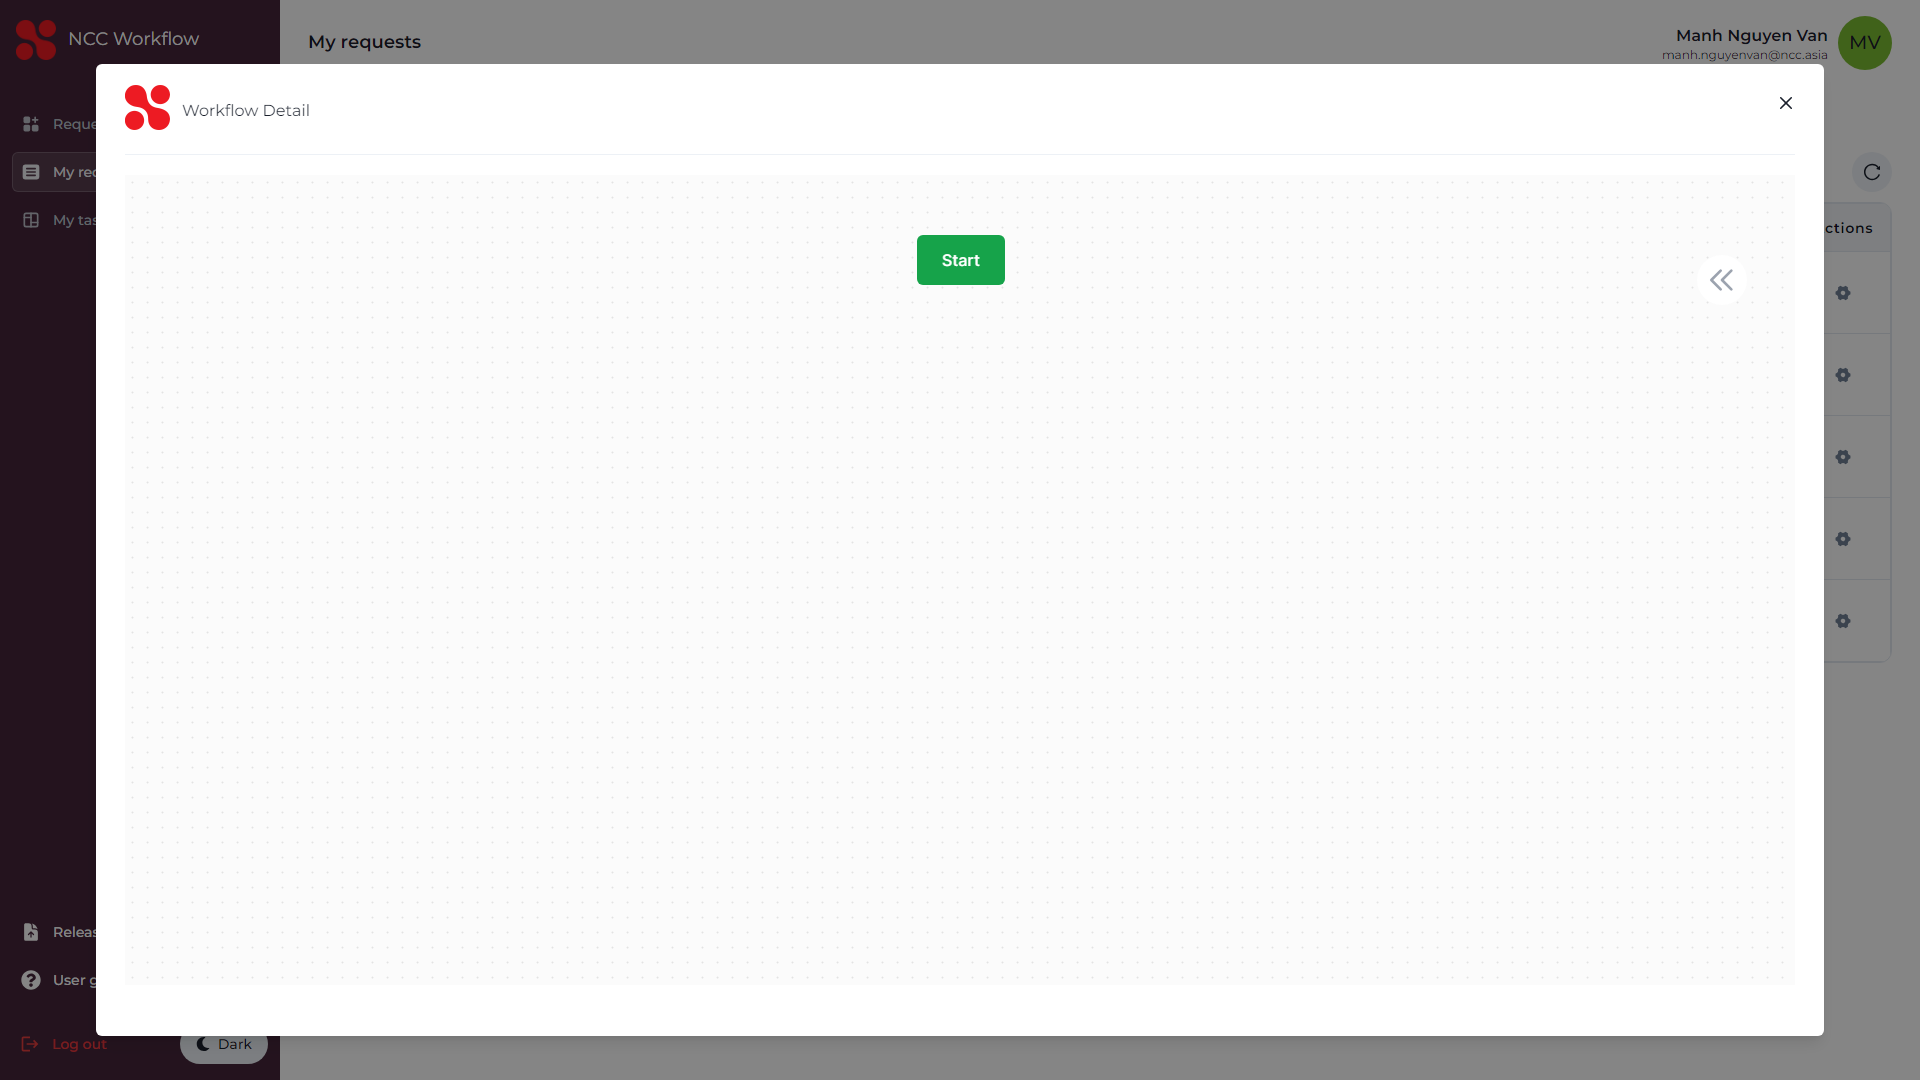 NCC Workflow
My requests
Manh Nguyen Van
manh.nguyenvan@ncc.asia
MV
Workflow Detail
Reque
My rec
My tas
ctions
Start
Releas
User g
Log out
Dark